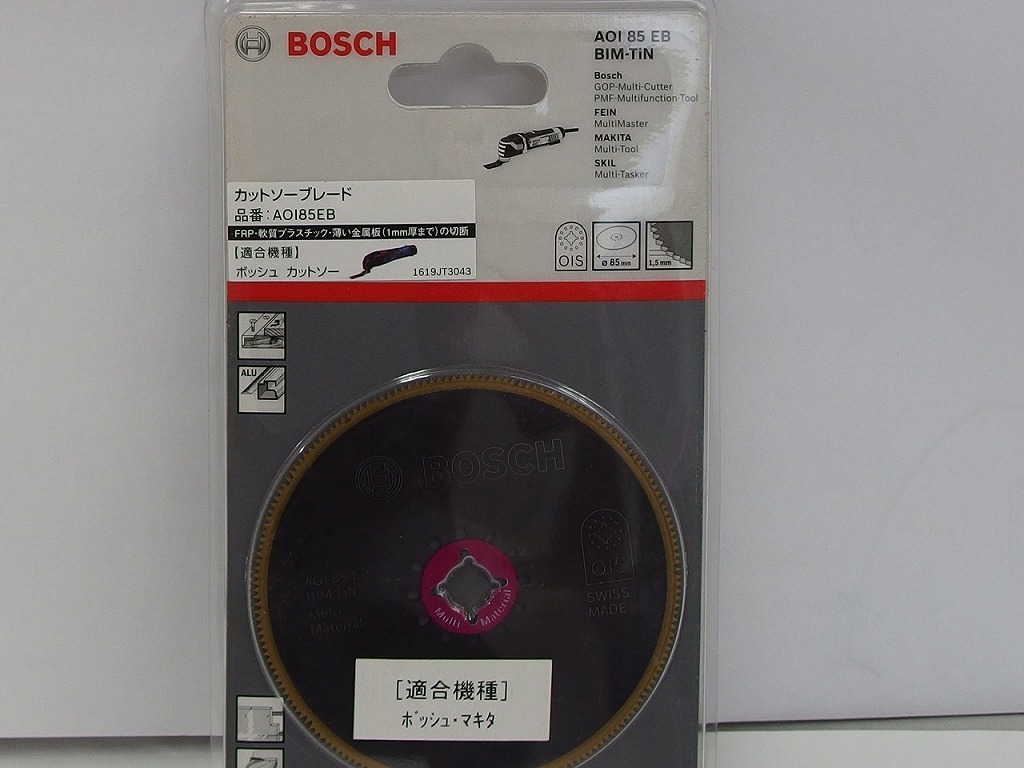 BOSCH
AOI 85 EB
BIM-TiN
Bosch
GOP-Multi-Cutter
PMF-Multifunction-Tool
FEIN
MultiMaster
MAKITA
Multi-Tool
SKIL
Multi-Tasker
カットソーブレード
品番:AOI85EB
FRP・軟質プラスチック・薄い金属板(1mm厚まで)の切断
【適合機種】
ボッシュ カットソー
1619JT3043
OIS
ø 85 mm
1,5 mm
ALU
BOSCH
OIS
SWISS
MADE
AOI 85 EB
BIM-TiN
Multi
Material
Multi Material
[適合機種]
ボッシュ・マキタ